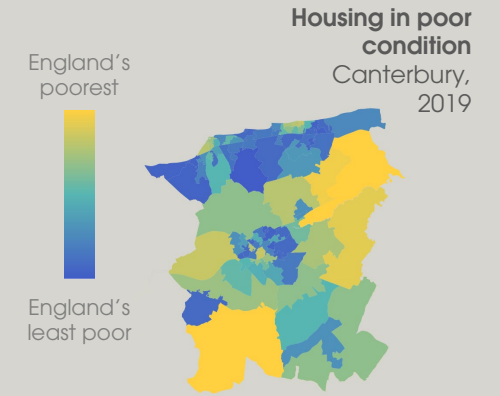 Housing in poor
condition
Canterbury,
2019
England's
poorest
England's
least poor